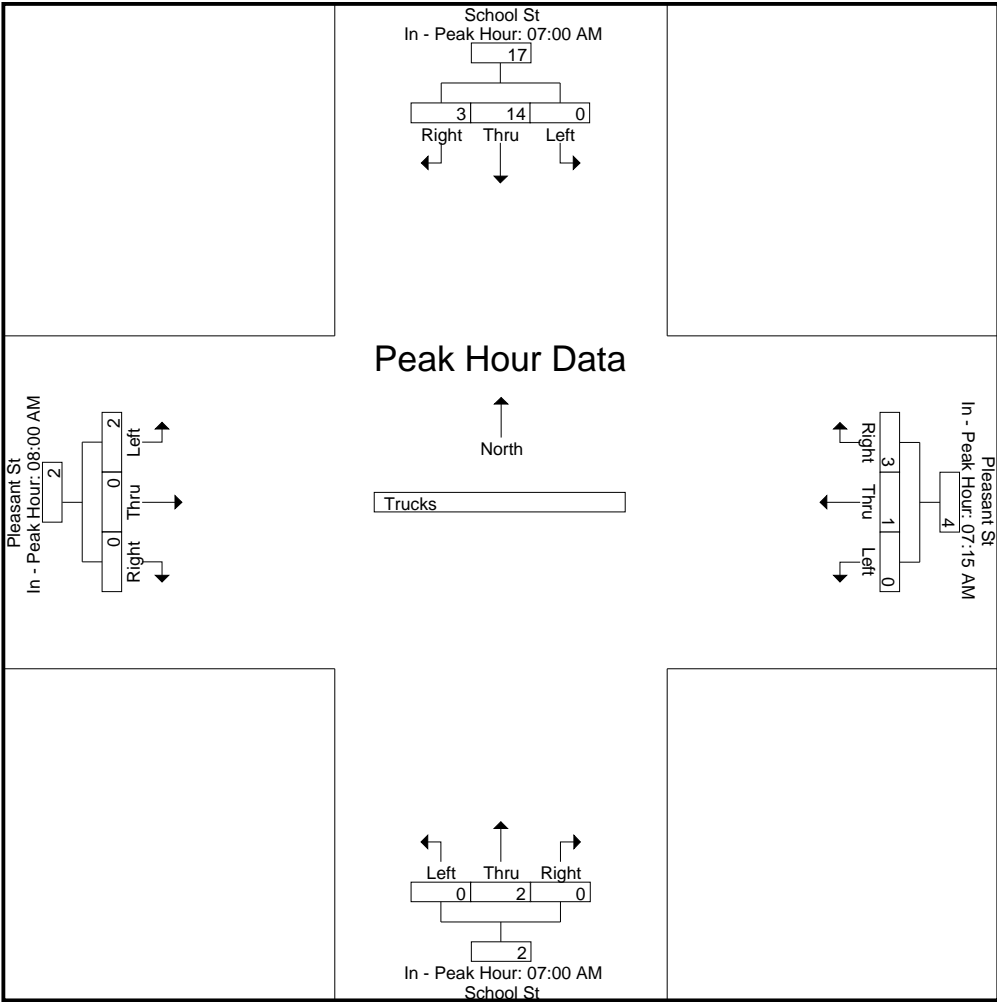 School St
In - Peak Hour: 07:00 AM
17
3 14 0
Right Thru Left
Peak Hour Data
North
Trucks
Pleasant St
In - Peak Hour: 08:00 AM
2
2 0 0
Left Thru Right
Pleasant St
In - Peak Hour: 07:15 AM
4
3 1 0
Right Thru Left
Left Thru Right
0 2 0
2
In - Peak Hour: 07:00 AM
School St